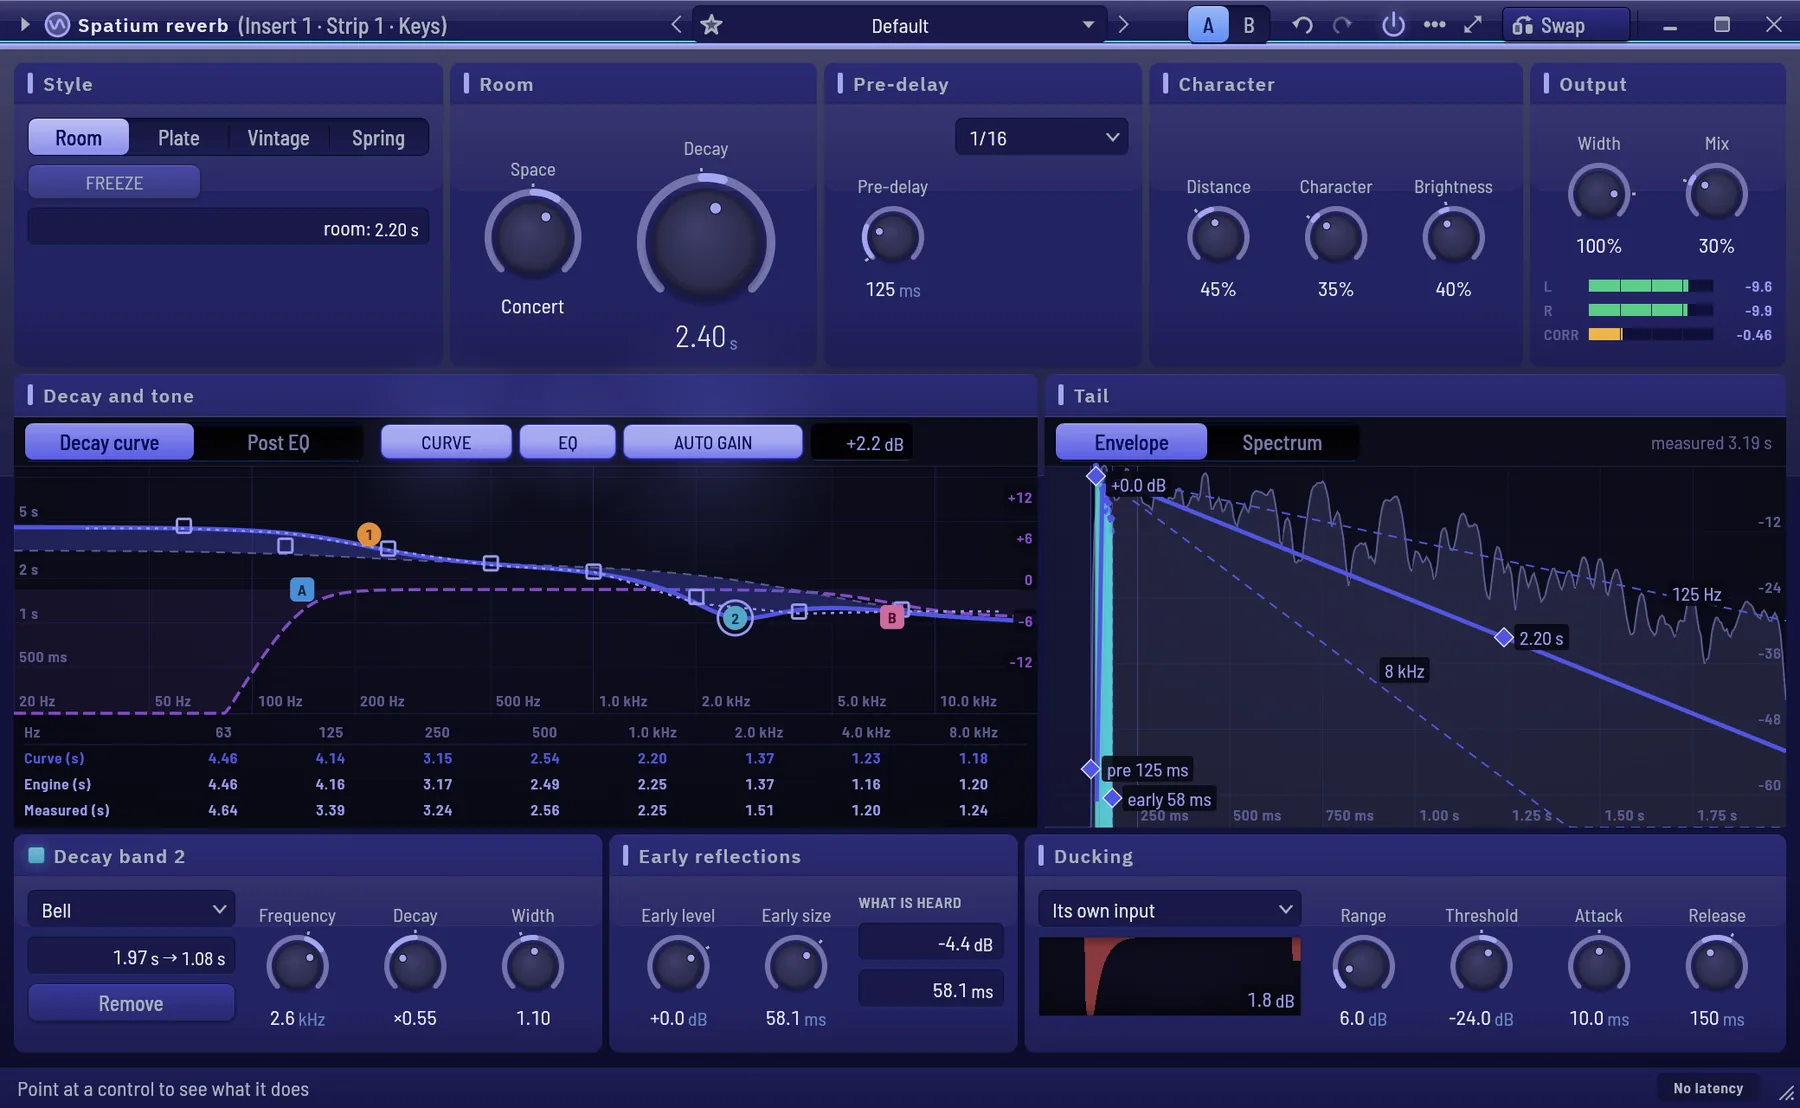 Spatium reverb (Insert 1 · Strip 1 · Keys)
Default
A B
Swap
Style
Room Plate Vintage Spring
FREEZE
room: 2.20 s
Room
Space
Concert
Decay
2.40 s
Pre-delay
1/16
Pre-delay
125 ms
Character
Distance Character Brightness
45% 35% 40%
Output
Width Mix
100% 30%
L -9.6
R -9.9
CORR -0.46
Decay and tone
Decay curve Post EQ CURVE EQ AUTO GAIN +2.2 dB
5 s
2 s
1 s
500 ms
+12
+6
0
-6
-12
1
A
2
B
20 Hz 50 Hz 100 Hz 200 Hz 500 Hz 1.0 kHz 2.0 kHz 5.0 kHz 10.0 kHz
Hz 63 125 250 500 1.0 kHz 2.0 kHz 4.0 kHz 8.0 kHz
Curve (s) 4.46 4.14 3.15 2.54 2.20 1.37 1.23 1.18
Engine (s) 4.46 4.16 3.17 2.49 2.25 1.37 1.16 1.20
Measured (s) 4.64 3.39 3.24 2.56 2.25 1.51 1.20 1.24
Tail
Envelope Spectrum measured 3.19 s
+0.0 dB
-12
-24
-36
-48
-60
125 Hz
2.20 s
8 kHz
pre 125 ms
early 58 ms
250 ms 500 ms 750 ms 1.00 s 1.25 s 1.50 s 1.75 s
Decay band 2
Bell
1.97 s → 1.08 s
Remove
Frequency Decay Width
2.6 kHz ×0.55 1.10
Early reflections
Early level Early size
+0.0 dB 58.1 ms
WHAT IS HEARD
-4.4 dB
58.1 ms
Ducking
Its own input
1.8 dB
Range Threshold Attack Release
6.0 dB -24.0 dB 10.0 ms 150 ms
Point at a control to see what it does
No latency